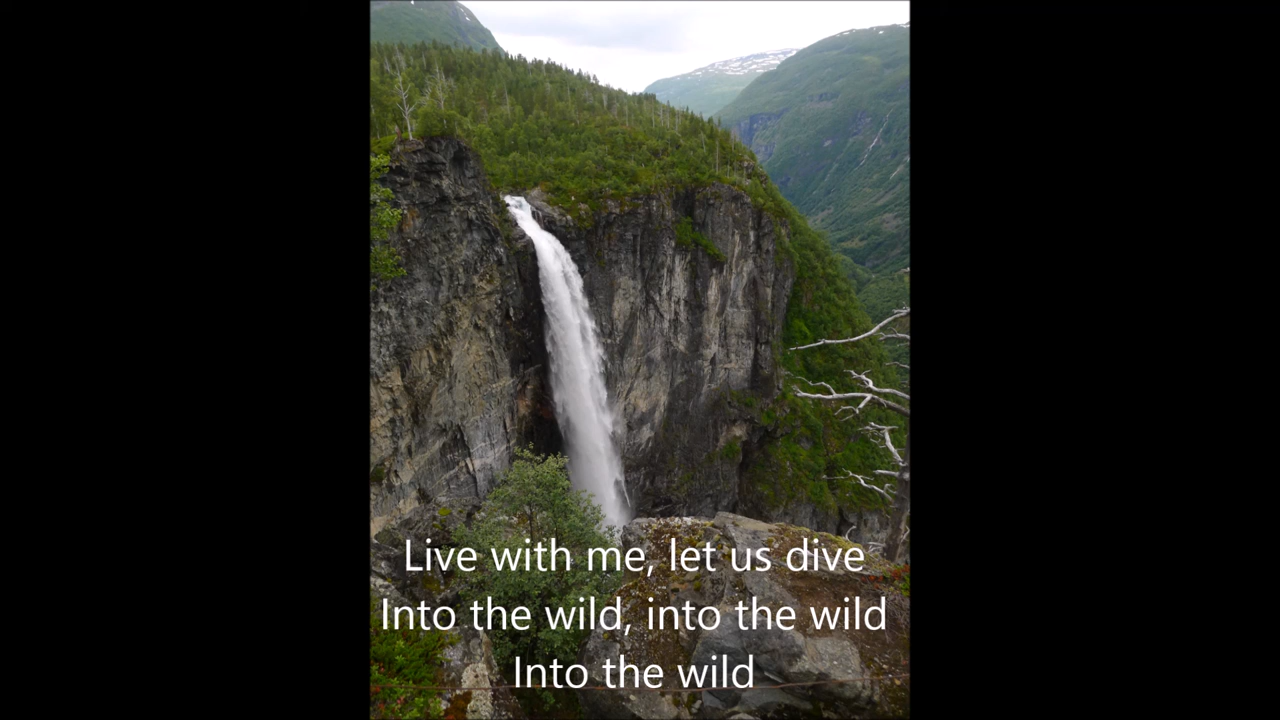 Live with me, let us dive
Into the wild, into the wild
Into the wild